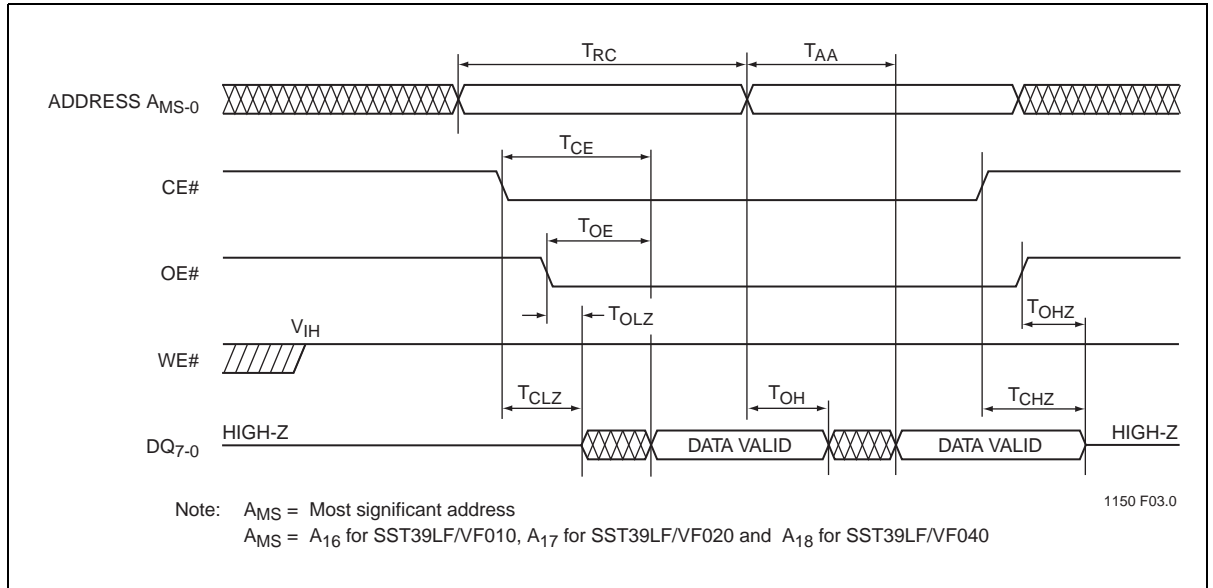 TRC
TAA
ADDRESS AMS-0
TCE
CE#
TOE
OE#
TOLZ
TOHZ
VIH
WE#
TCLZ
TOH
TCHZ
HIGH-Z
DQ7-0
DATA VALID
DATA VALID
HIGH-Z
1150 F03.0
Note: AMS = Most significant address
AMS = A16 for SST39LF/VF010, A17 for SST39LF/VF020 and A18 for SST39LF/VF040